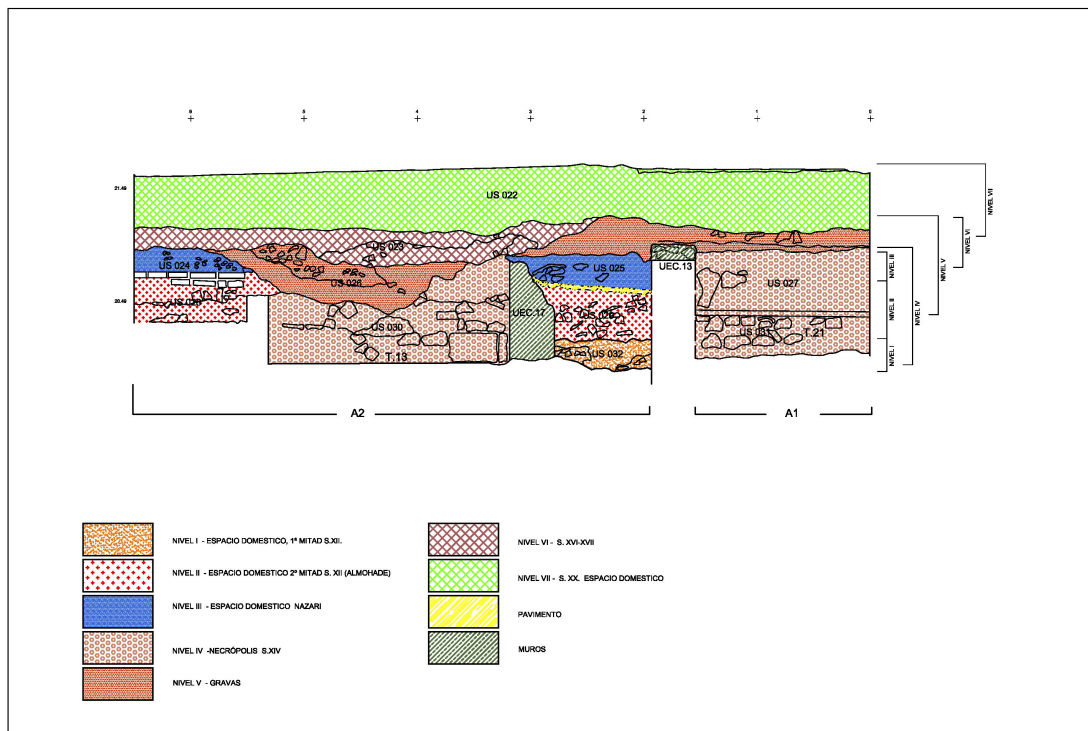 6 5 4 3 2 1 0
21.49
20.49
US 022
US 023
US 024
US 025
US 026
UEC.13
US 027
UEC.17
US 030
T.13
US 031
T.21
US 032
NIVEL VII
NIVEL VI
NIVEL V
NIVEL III
NIVEL IV
NIVEL II
NIVEL I
A2
A1
NIVEL I - ESPACIO DOMESTICO, 1ª MITAD S.XII.
NIVEL II - ESPACIO DOMESTICO 2ª MITAD S. XII (ALMOHADE)
NIVEL III - ESPACIO DOMESTICO NAZARI
NIVEL IV -NECRÓPOLIS S.XIV
NIVEL V - GRAVAS
NIVEL VI - S. XVI-XVII
NIVEL VII - S. XX. ESPACIO DOMESTICO
PAVIMENTO
MUROS